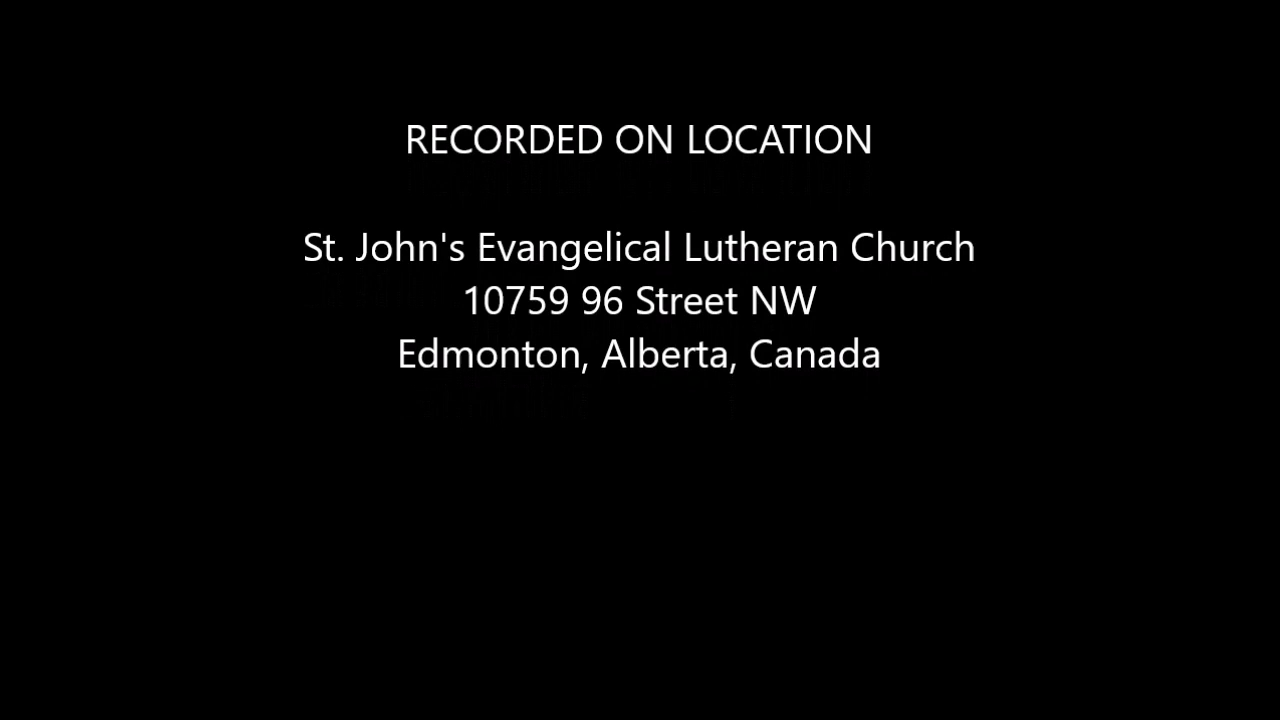 RECORDED ON LOCATION
St. John's Evangelical Lutheran Church
10759 96 Street NW
Edmonton, Alberta, Canada